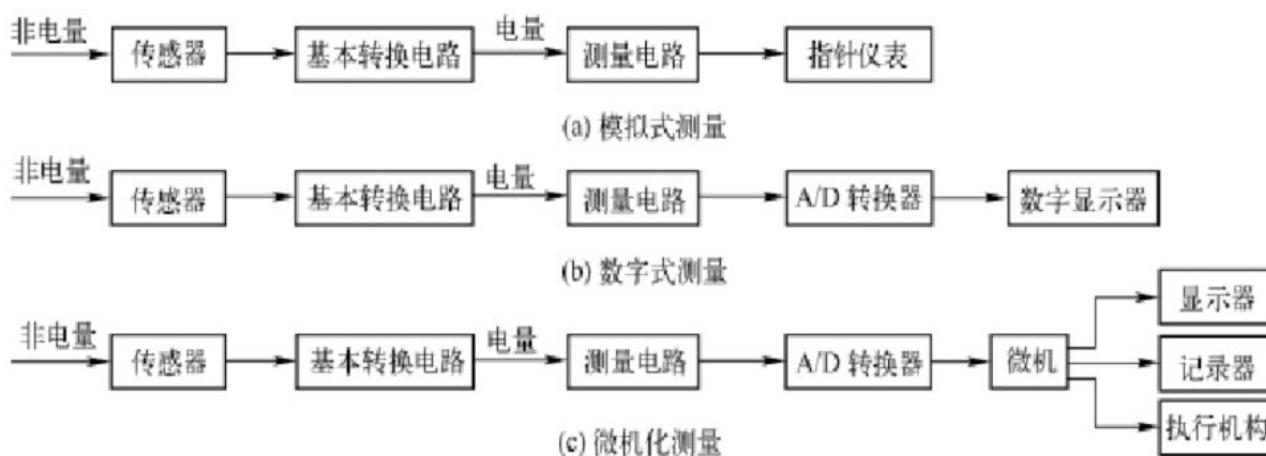 非电量 传感器 基本转换电路 电量 测量电路 指针仪表
(a) 模拟式测量
非电量 传感器 基本转换电路 电量 测量电路 A/D 转换器 数字显示器
(b) 数字式测量
非电量 传感器 基本转换电路 电量 测量电路 A/D 转换器 微机 显示器
记录器
执行机构
(c) 微机化测量